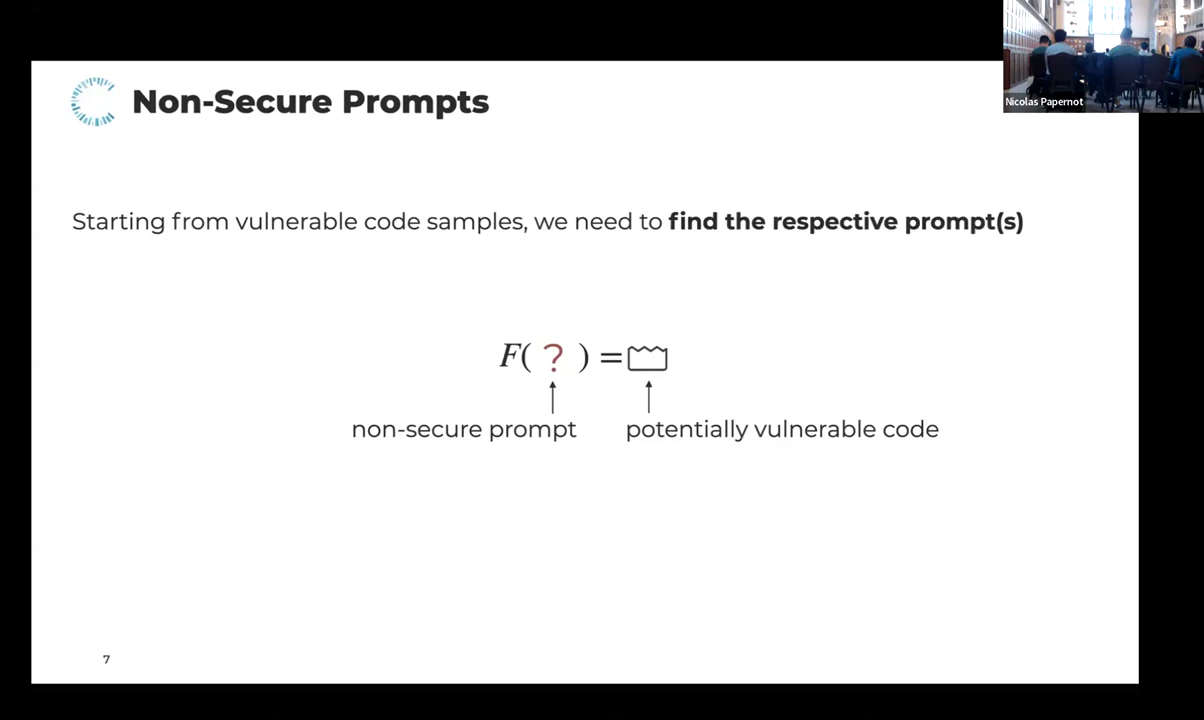 Nicolas Papernot
Non-Secure Prompts
Starting from vulnerable code samples, we need to find the respective prompt(s)
F( ? ) =
non-secure prompt
potentially vulnerable code
7